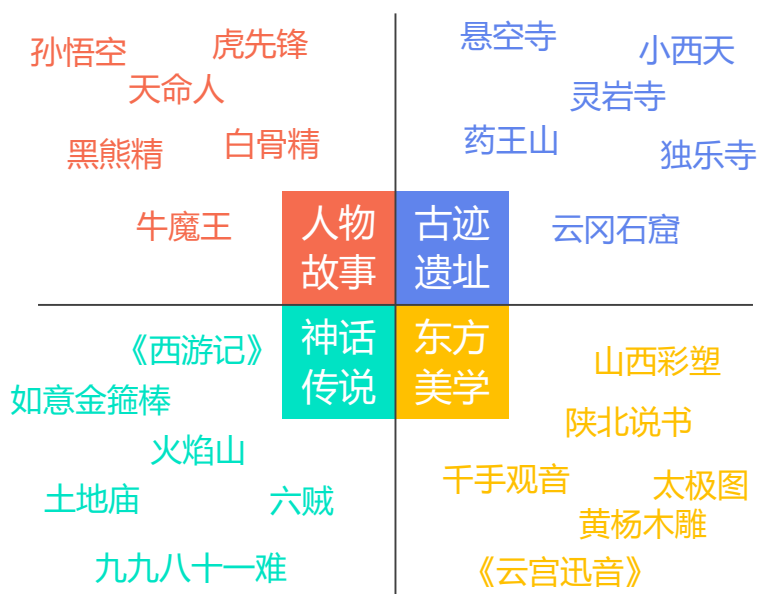 孙悟空
虎先锋
天命人
黑熊精
白骨精
牛魔王
人物
故事
悬空寺
小西天
灵岩寺
药王山
独乐寺
云冈石窟
古迹
遗址
神话
传说
《西游记》
如意金箍棒
火焰山
土地庙
六贼
九九八十一难
东方
美学
山西彩塑
陕北说书
千手观音
太极图
黄杨木雕
《云宫迅音》